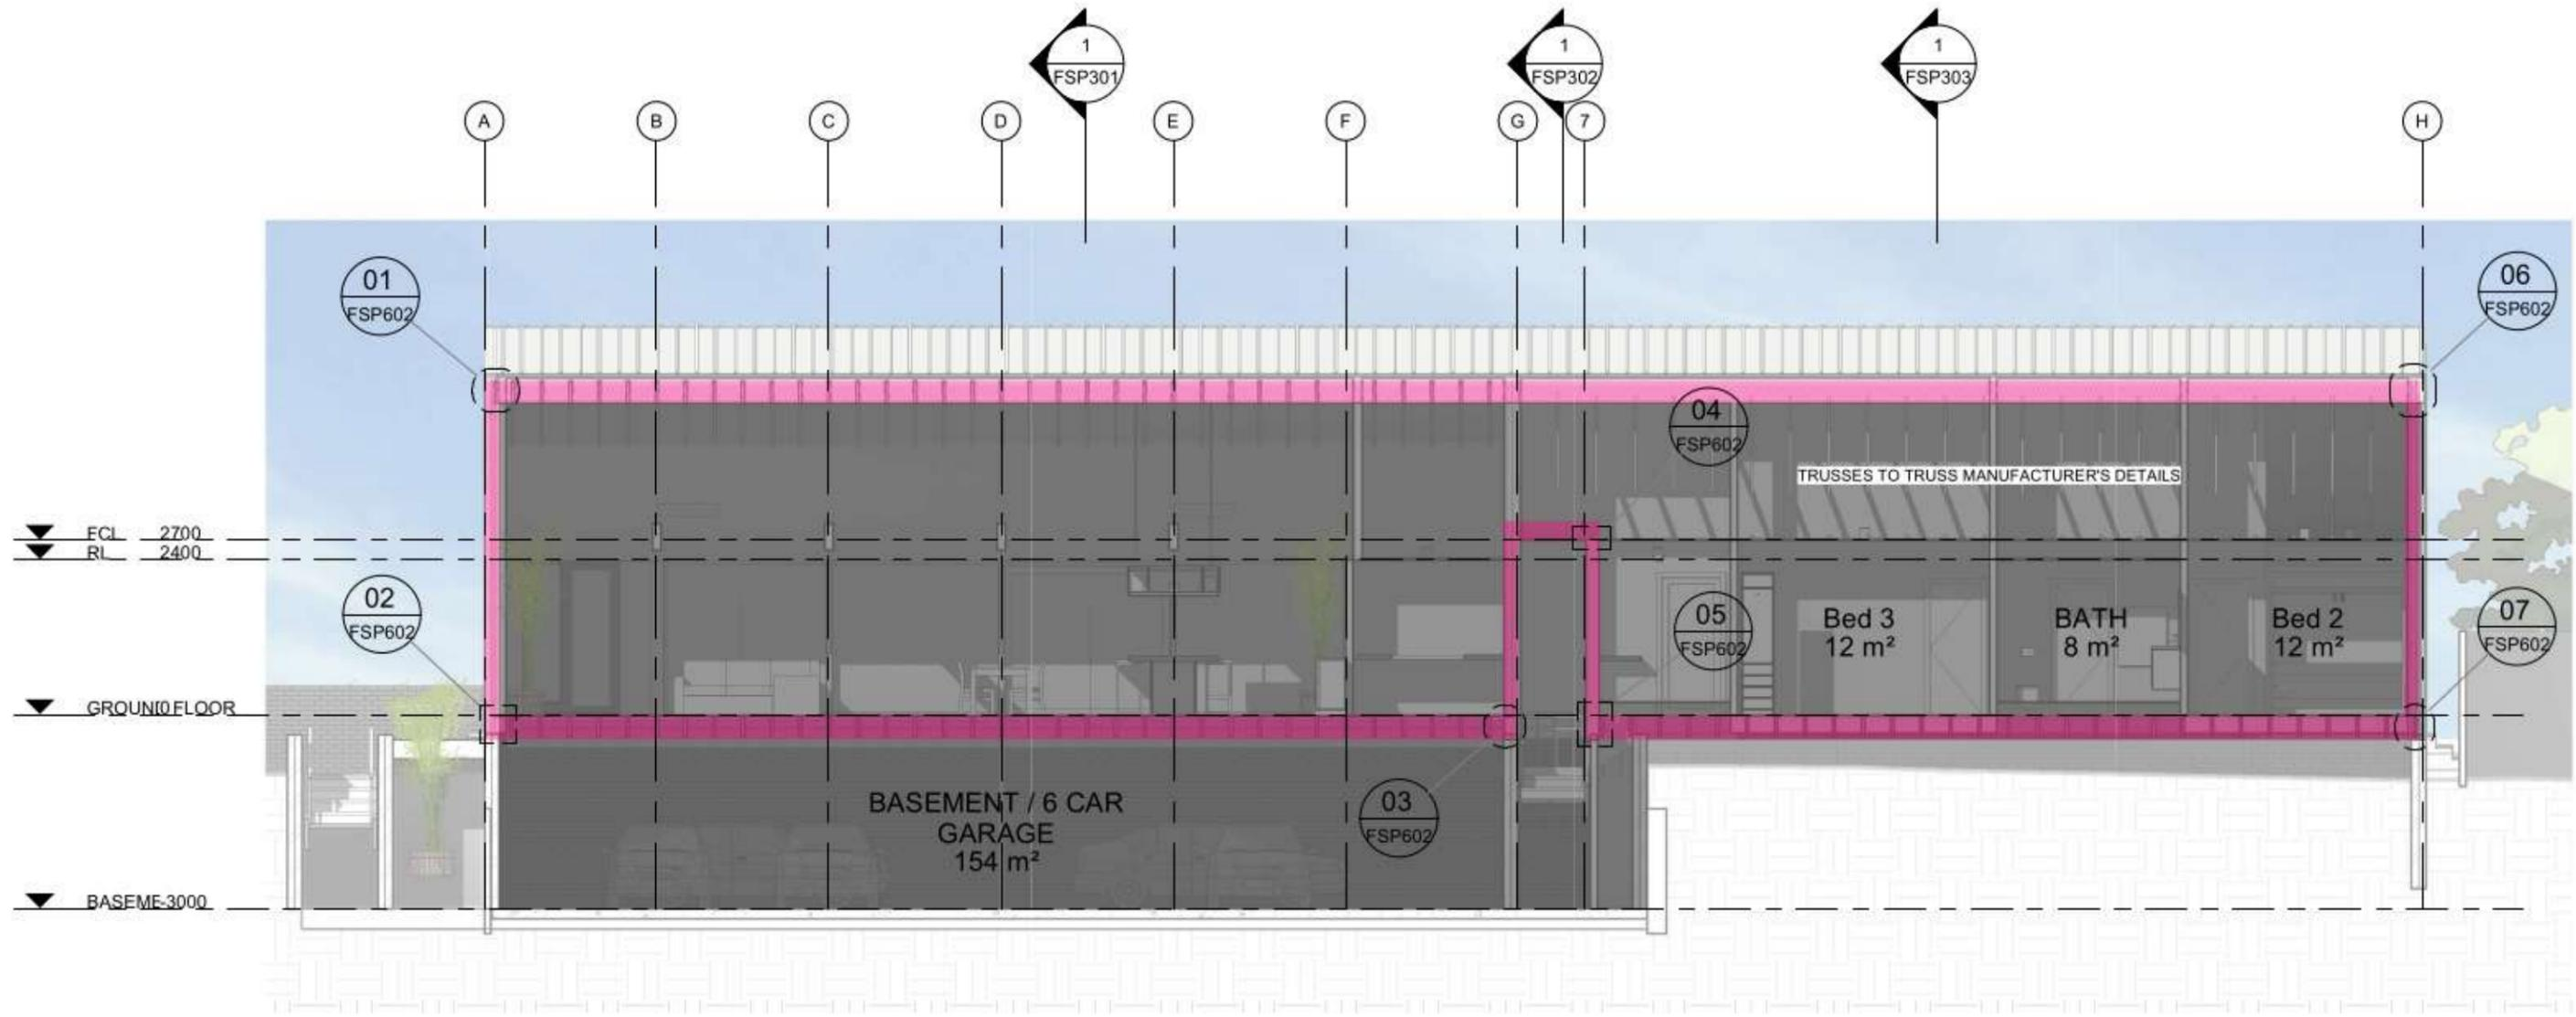 1
FSP301
1
FSP302
1
FSP303
A
B
C
D
E
F
G
7
H
01
FSP602
06
FSP602
04
FSP602
TRUSSES TO TRUSS MANUFACTURER'S DETAILS
FCL 2700
RL 2400
02
FSP602
05
FSP602
Bed 3
12 m²
BATH
8 m²
Bed 2
12 m²
07
FSP602
GROUND FLOOR
0
03
FSP602
BASEMENT / 6 CAR
GARAGE
154 m²
BASEME-3000